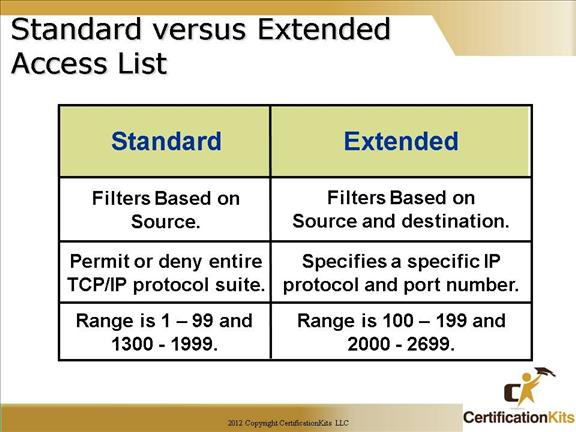 Standard versus Extended
Access List
Standard
Extended
Filters Based on
Source.
Filters Based on
Source and destination.
Permit or deny entire
TCP/IP protocol suite.
Specifies a specific IP
protocol and port number.
Range is 1 – 99 and
1300 - 1999.
Range is 100 – 199 and
2000 - 2699.
2012 Copyright CertificationKits LLC
CK
CertificationKits